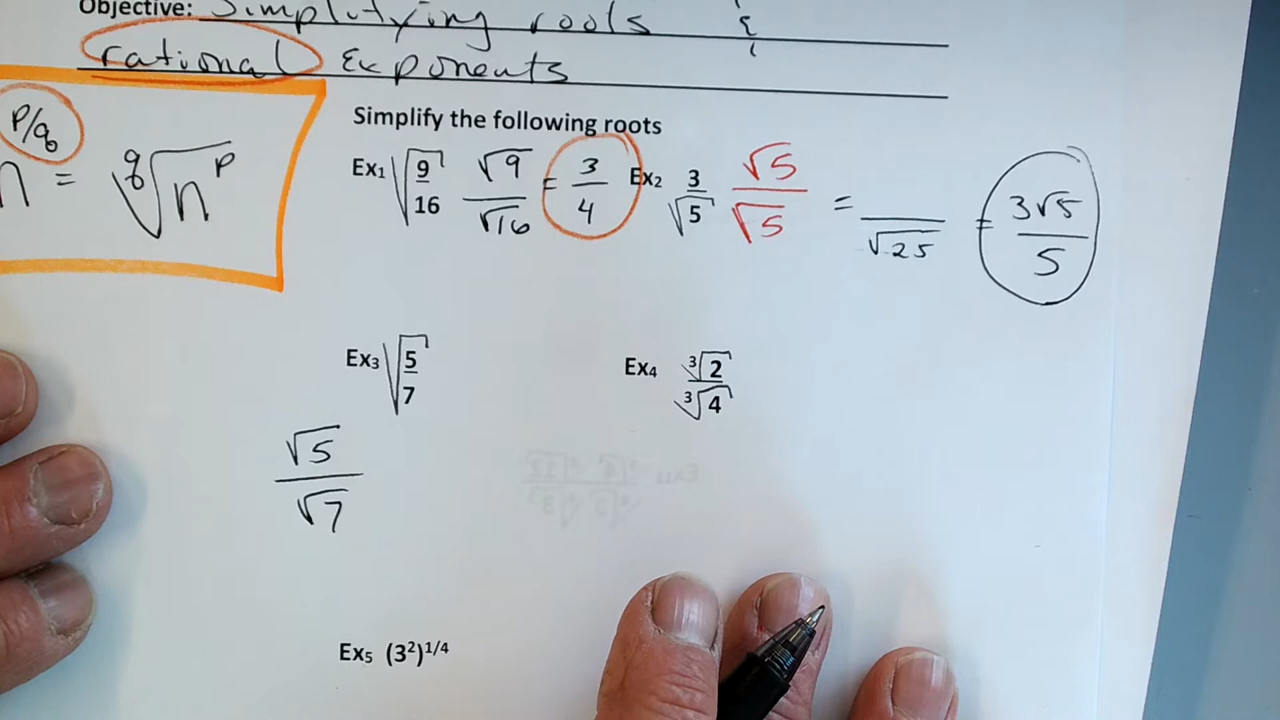 Objective: Simplifying roots &
rational Exponents
n^(p/q) = ^q√(n^p)
Simplify the following roots
Ex1 √(9/16) √9/√16 = 3/4 Ex2 3/√5 √5/√5 = /√25 = 3√5/5
Ex3 √(5/7) Ex4 ∛2/∛4
√5/√7
Ex5 (3²)^1/4